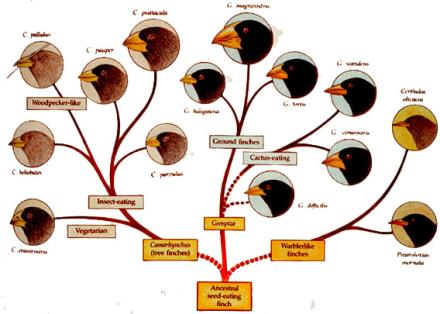 G. magnirostris
C. psittacula
C. pallidus
C. pauper
G. scandens
G. fortis
Certhidea
olivacea
Woodpecker-like
G. fuliginosa
Ground finches
G. conirostris
Cactus-eating
C. heliobates
C. parvulus
Insect-eating
G. difficilis
Vegetarian
Geospiza
C. crassirostris
Camarhynchus
(tree finches)
Warblerlike
finches
Pinaroloxias
inornata
Ancestral
seed-eating
finch